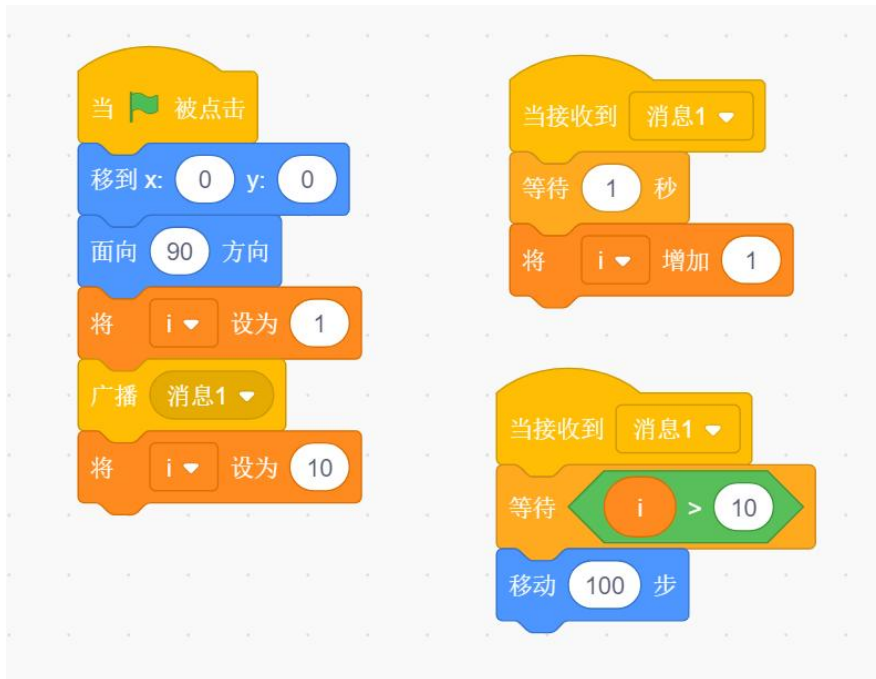 当 被点击
移到 x: 0 y: 0
面向 90 方向
将 i 设为 1
广播 消息1
将 i 设为 10
当接收到 消息1
等待 1 秒
将 i 增加 1
当接收到 消息1
等待 i > 10
移动 100 步